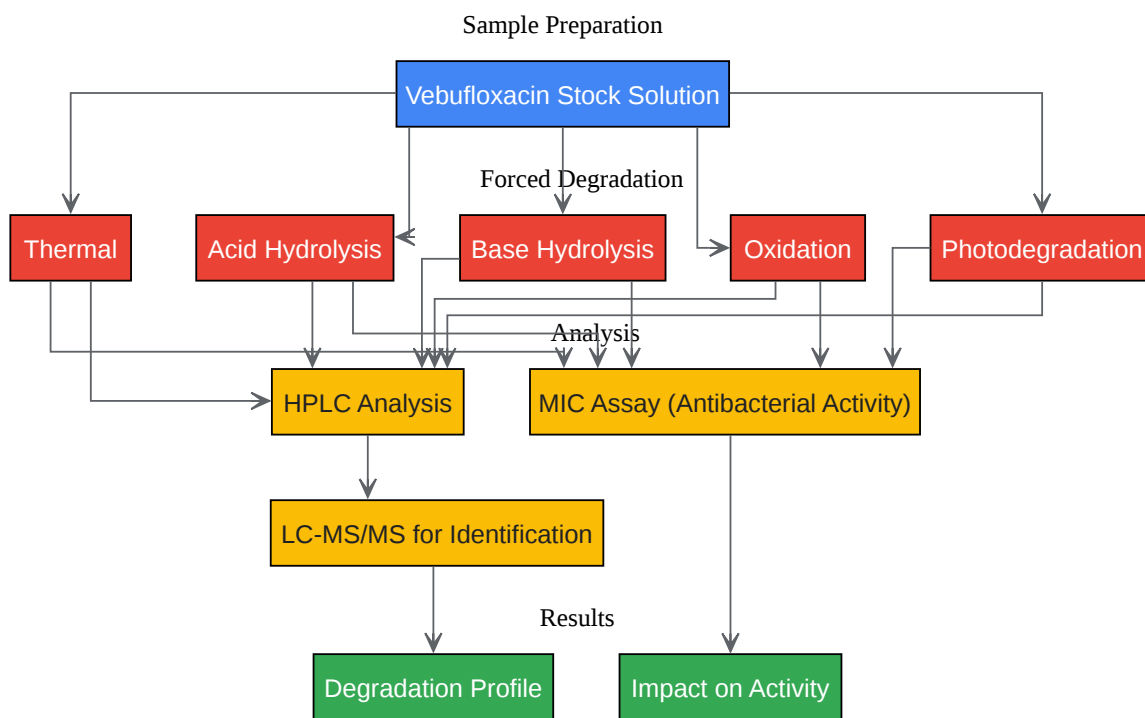 Sample Preparation
Vebufloxacin Stock Solution
Forced Degradation
Thermal
Acid Hydrolysis
Base Hydrolysis
Oxidation
Photodegradation
Analysis
HPLC Analysis
MIC Assay (Antibacterial Activity)
LC-MS/MS for Identification
Results
Degradation Profile
Impact on Activity